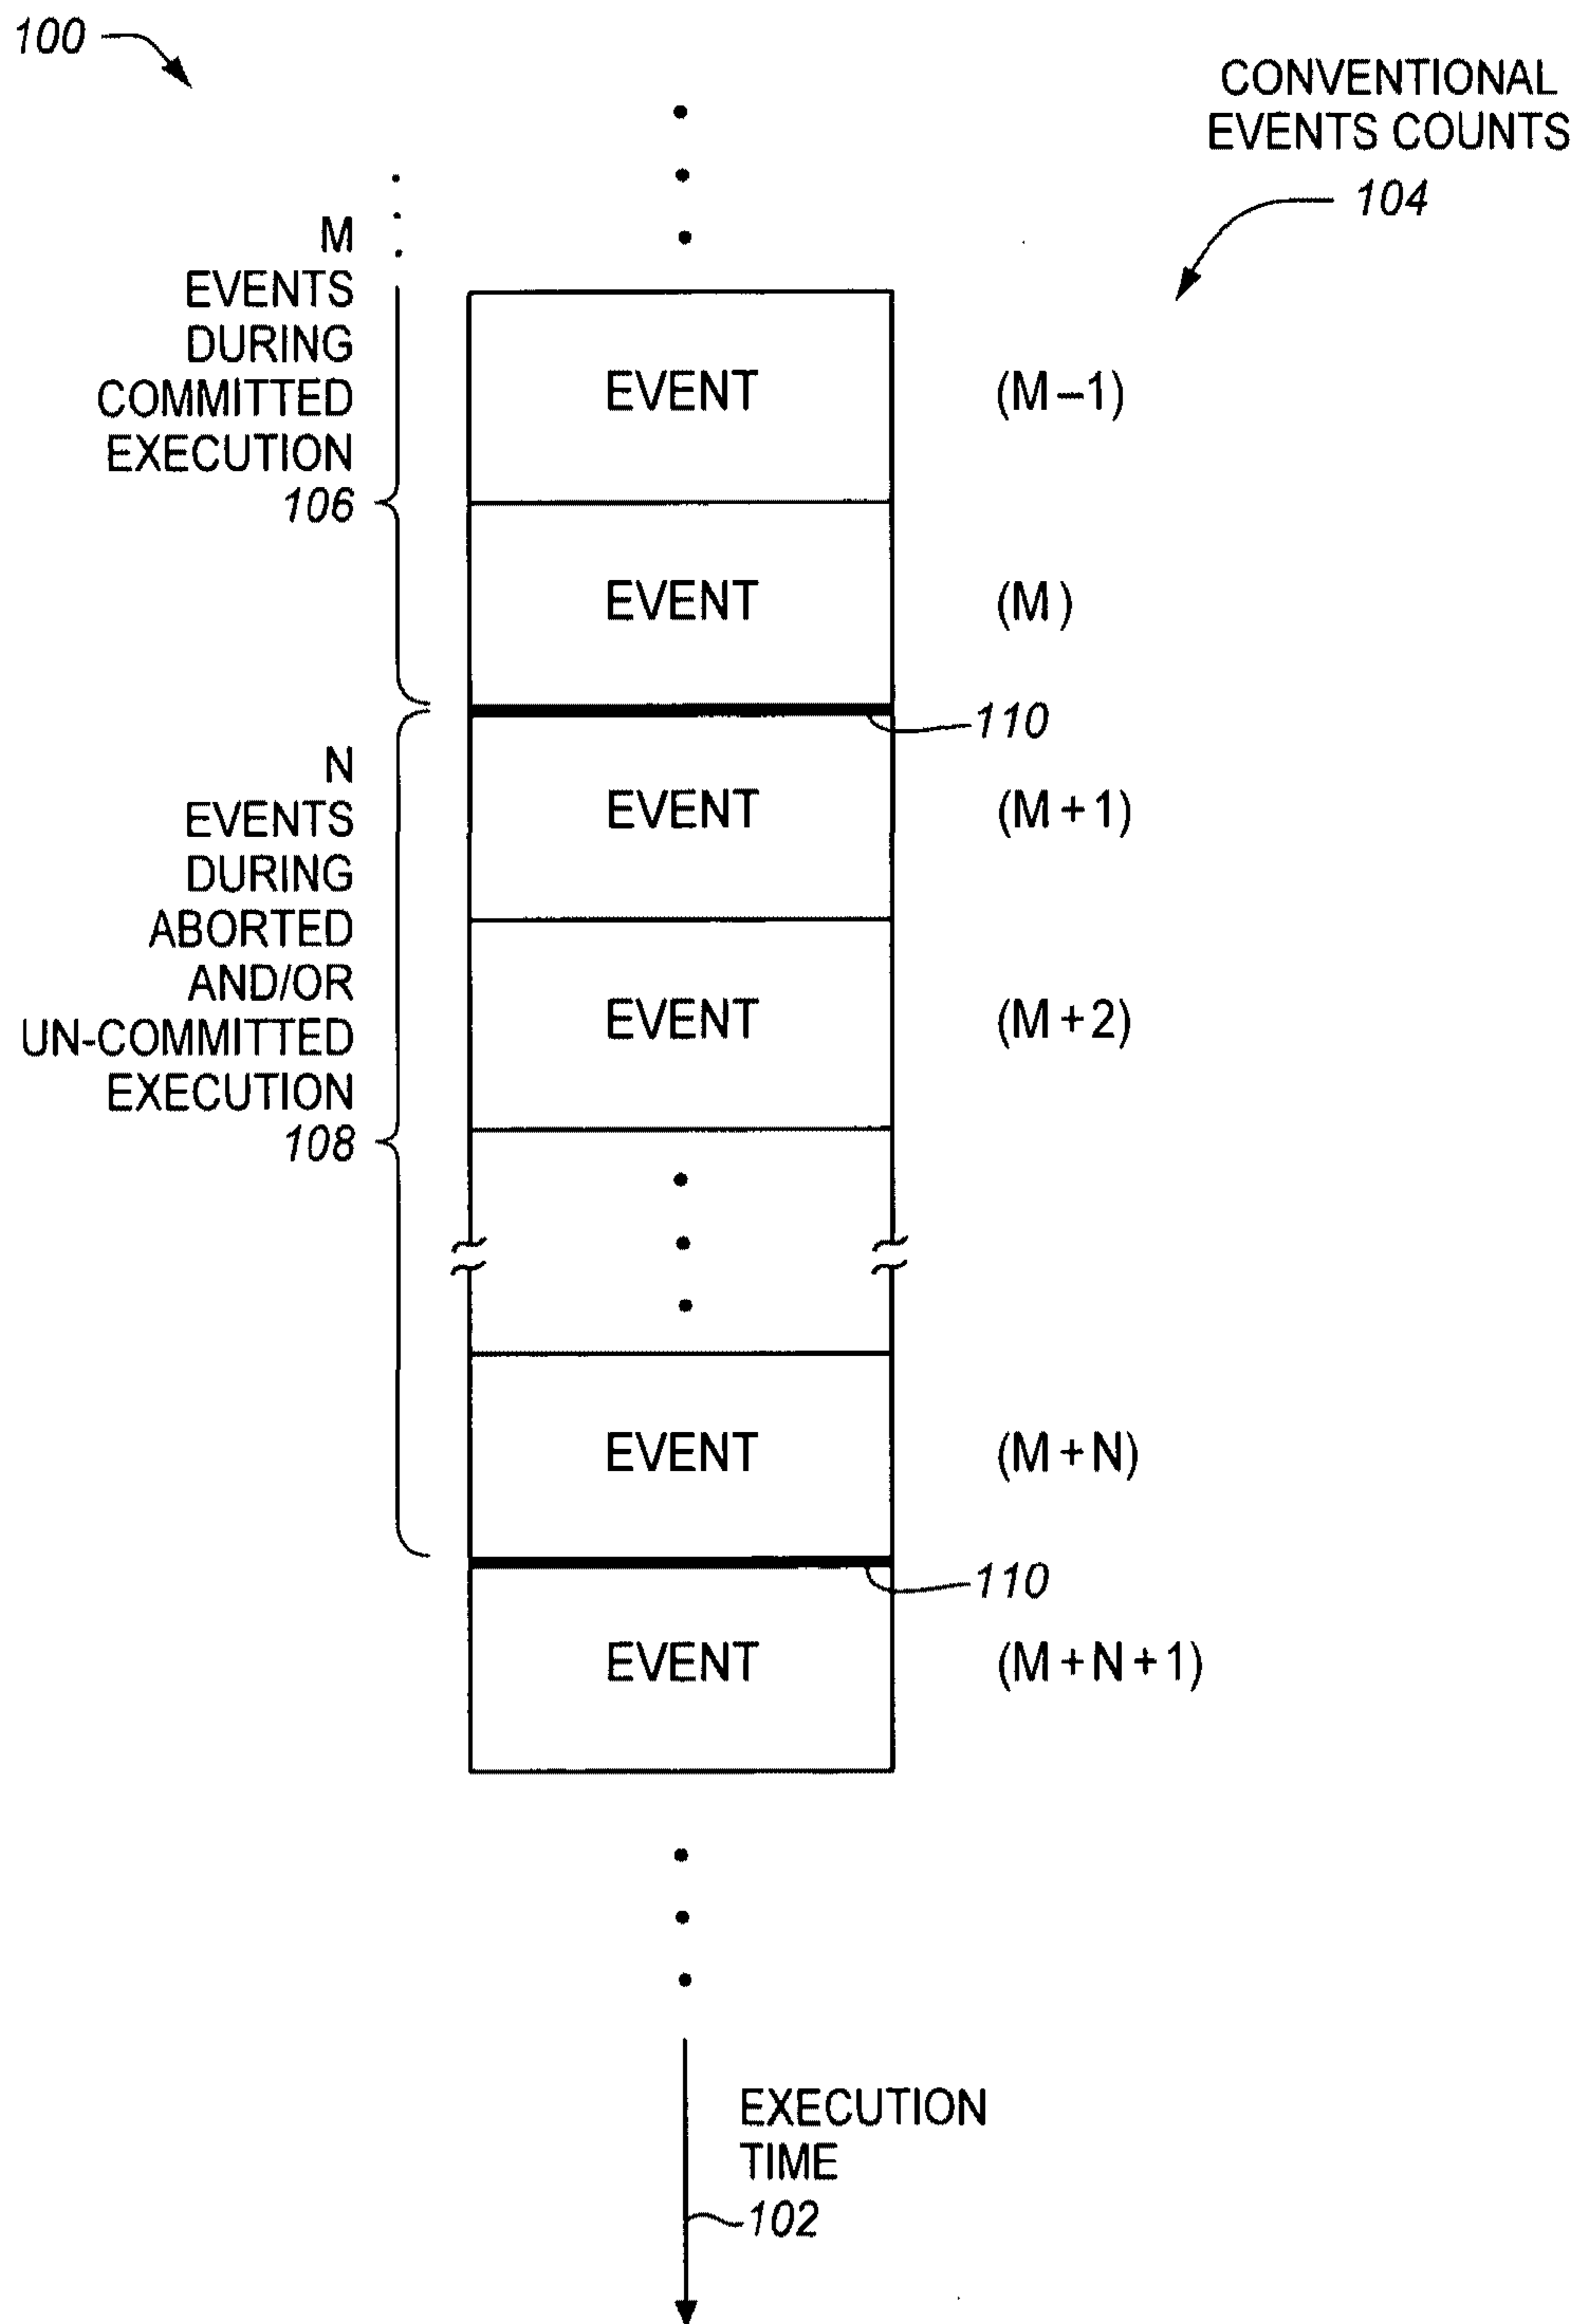 100
CONVENTIONAL
EVENTS COUNTS
104
M
EVENTS
DURING
COMMITTED
EXECUTION
106
EVENT
(M-1)
EVENT
(M)
110
N
EVENTS
DURING
ABORTED
AND/OR
UN-COMMITTED
EXECUTION
108
EVENT
(M+1)
EVENT
(M+2)
EVENT
(M+N)
110
EVENT
(M+N+1)
EXECUTION
TIME
102